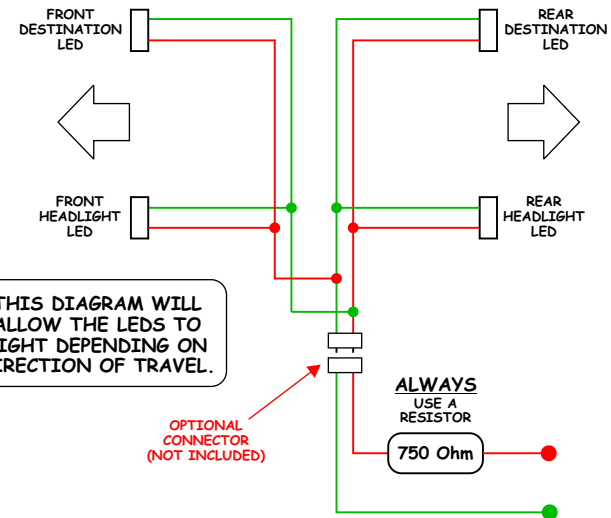 FRONT
DESTINATION
LED
REAR
DESTINATION
LED
FRONT
HEADLIGHT
LED
REAR
HEADLIGHT
LED
THIS DIAGRAM WILL
ALLOW THE LEDS TO
IGHT DEPENDING ON
IRECTION OF TRAVEL.
OPTIONAL
CONNECTOR
(NOT INCLUDED)
ALWAYS
USE A
RESISTOR
750 Ohm